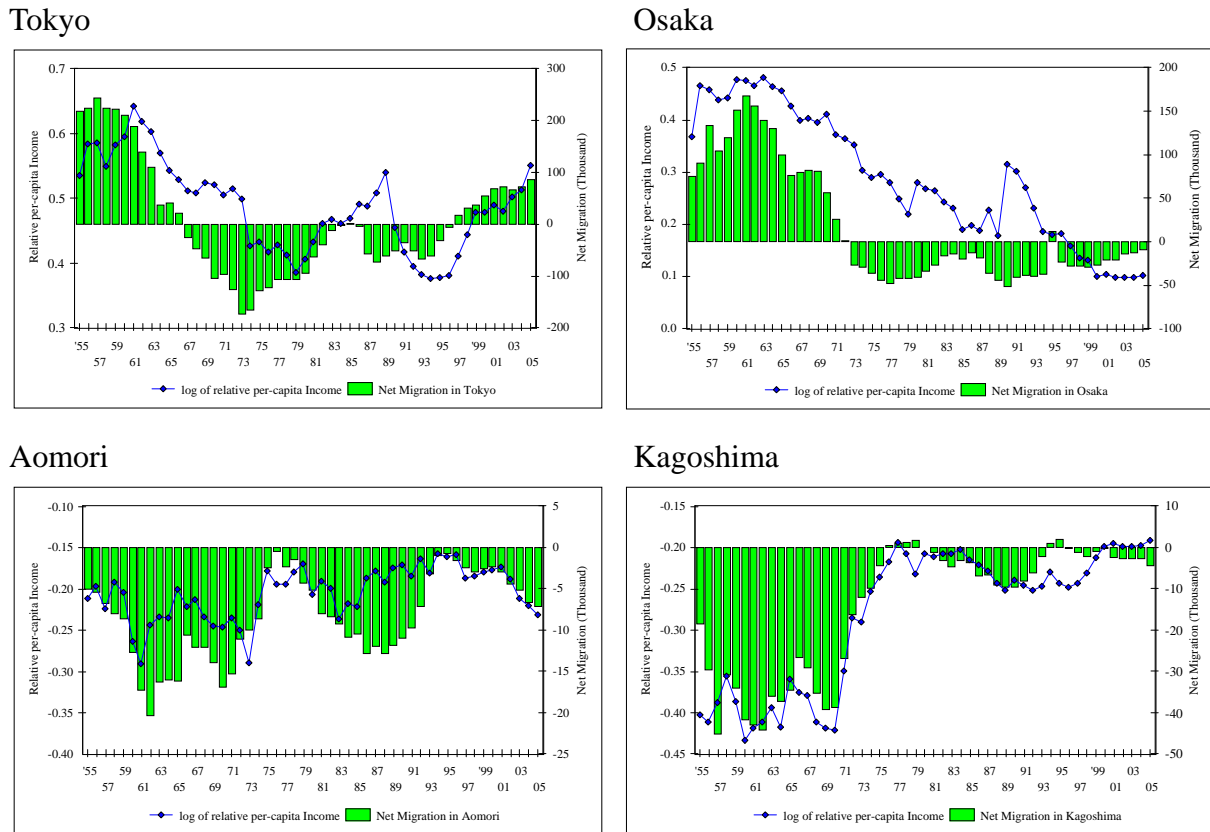 Tokyo
0.7
0.6
0.5
0.4
0.3
Relative per-capita Income
300
200
100
0
-100
-200
Net Migration (Thousand)
'55 59 63 67 71 75 79 83 87 91 95 '99 03
57 61 65 69 73 77 81 85 89 93 97 01 05
log of relative per-capita Income Net Migration in Tokyo
Osaka
0.5
0.4
0.3
0.2
0.1
0.0
Relative per-capita Income
200
150
100
50
0
-50
-100
Net Migration (Thousand)
'55 59 63 67 71 75 79 83 87 91 95 '99 03
57 61 65 69 73 77 81 85 89 93 97 01 05
log of relative per-capita Income Net Migration in Osaka
Aomori
-0.10
-0.15
-0.20
-0.25
-0.30
-0.35
-0.40
Relative per-capita Income
5
0
-5
-10
-15
-20
-25
Net Migration (Thousand)
'55 59 63 67 71 75 79 83 87 91 95 '99 03
57 61 65 69 73 77 81 85 89 93 97 01 05
log of relative per-capita Income Net Migration in Aomori
Kagoshima
-0.15
-0.20
-0.25
-0.30
-0.35
-0.40
-0.45
Relative per-capita Income
10
0
-10
-20
-30
-40
-50
Net Migration (Thousand)
'55 59 63 67 71 75 79 83 87 91 95 '99 03
57 61 65 69 73 77 81 85 89 93 97 01 05
log of relative per-capita Income Net Migration in Kagoshima